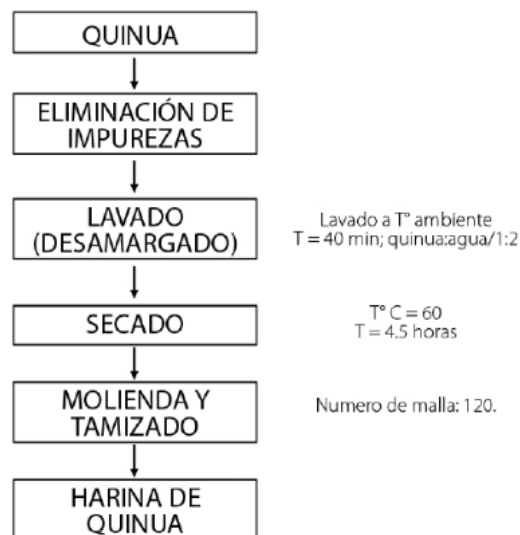 QUINUA
ELIMINACIÓN DE
IMPUREZAS
LAVADO
(DESAMARGADO)
Lavado a T° ambiente
T = 40 min; quinua:agua/1:2
SECADO
T° C = 60
T = 4.5 horas
MOLIENDA Y
TAMIZADO
Numero de malla: 120.
HARINA DE
QUINUA